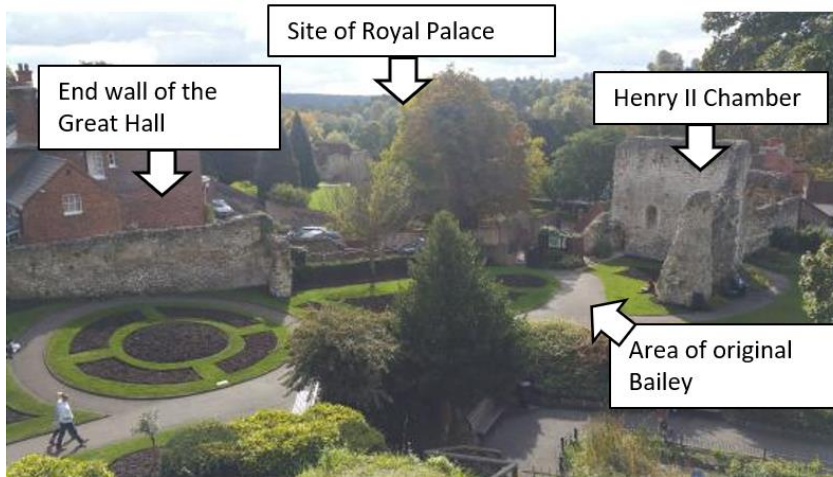 Site of Royal Palace
End wall of the
Great Hall
Henry II Chamber
Area of original
Bailey